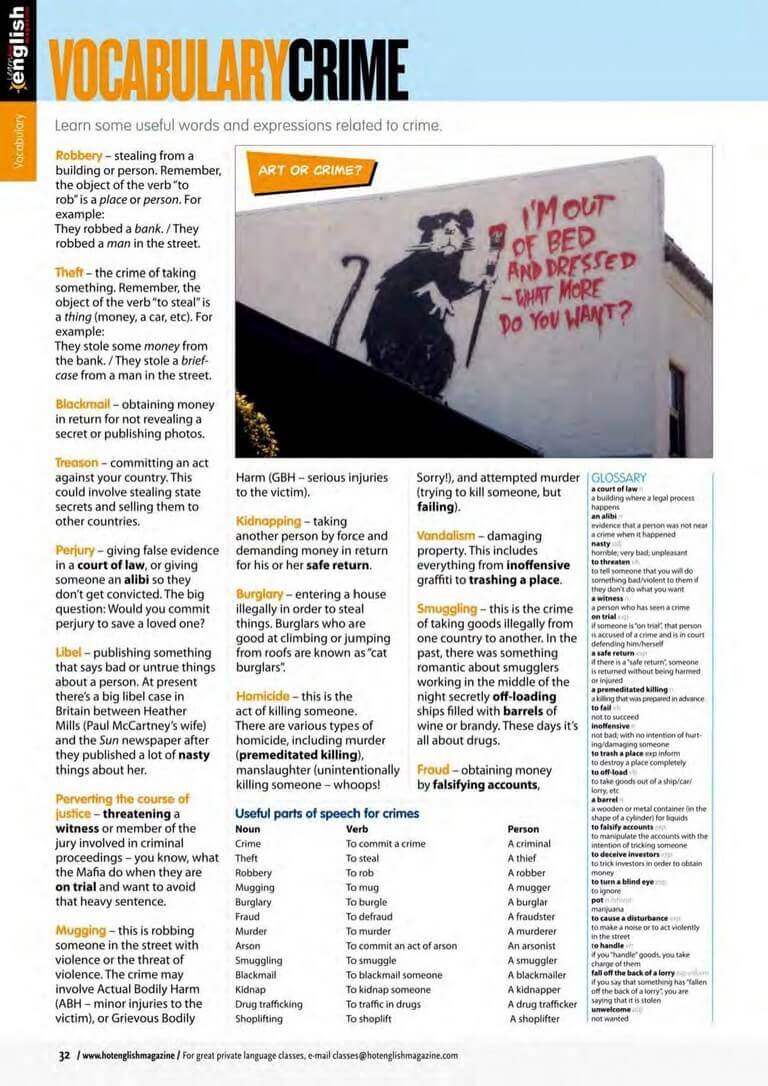 Learn hot english magazine
Vocabulary
VOCABULARYCRIME
Learn some useful words and expressions related to crime.
Robbery – stealing from a
building or person. Remember,
the object of the verb “to
rob” is a place or person. For
example:
They robbed a bank. / They
robbed a man in the street.
Theft – the crime of taking
something. Remember, the
object of the verb “to steal” is
a thing (money, a car, etc). For
example:
They stole some money from
the bank. / They stole a brief-
case from a man in the street.
Blackmail – obtaining money
in return for not revealing a
secret or publishing photos.
Treason – committing an act
against your country. This
could involve stealing state
secrets and selling them to
other countries.
Perjury – giving false evidence
in a court of law, or giving
someone an alibi so they
don't get convicted. The big
question: Would you commit
perjury to save a loved one?
Libel – publishing something
that says bad or untrue things
about a person. At present
there's a big libel case in
Britain between Heather
Mills (Paul McCartney's wife)
and the Sun newspaper after
they published a lot of nasty
things about her.
Perverting the course of
justice – threatening a
witness or member of the
jury involved in criminal
proceedings – you know, what
the Mafia do when they are
on trial and want to avoid
that heavy sentence.
Mugging – this is robbing
someone in the street with
violence or the threat of
violence. The crime may
involve Actual Bodily Harm
(ABH – minor injuries to the
victim), or Grievous Bodily
ART OR CRIME?
I'M OUT
OF BED
AND DRESSED
- WHAT MORE
DO YOU WANT?
Harm (GBH – serious injuries
to the victim).
Kidnapping – taking
another person by force and
demanding money in return
for his or her safe return.
Burglary – entering a house
illegally in order to steal
things. Burglars who are
good at climbing or jumping
from roofs are known as “cat
burglars”.
Homicide – this is the
act of killing someone.
There are various types of
homicide, including murder
(premeditated killing),
manslaughter (unintentionally
killing someone – whoops!
Sorry!), and attempted murder
(trying to kill someone, but
failing).
Vandalism – damaging
property. This includes
everything from inoffensive
graffiti to trashing a place.
Smuggling – this is the crime
of taking goods illegally from
one country to another. In the
past, there was something
romantic about smugglers
working in the middle of the
night secretly off-loading
ships filled with barrels of
wine or brandy. These days it's
all about drugs.
Fraud – obtaining money
by falsifying accounts,
Useful parts of speech for crimes
Noun Verb Person
Crime To commit a crime A criminal
Theft To steal A thief
Robbery To rob A robber
Mugging To mug A mugger
Burglary To burgle A burglar
Fraud To defraud A fraudster
Murder To murder A murderer
Arson To commit an act of arson An arsonist
Smuggling To smuggle A smuggler
Blackmail To blackmail someone A blackmailer
Kidnap To kidnap someone A kidnapper
Drug trafficking To traffic in drugs A drug trafficker
Shoplifting To shoplift A shoplifter
GLOSSARY
a court of law n
a building where a legal process
happens
an alibi n
evidence that a person was not near
a crime when it happened
nasty adj
horrible; very bad; unpleasant
to threaten vb
to tell someone that you will do
something bad/violent to them if
they don't do what you want
a witness n
a person who has seen a crime
on trial exp
if someone is “on trial”, that person
is accused of a crime and is in court
defending him/herself
a safe return exp
if there is a “safe return”, someone
is returned without being harmed
or injured
a premeditated killing n
a killing that was prepared in advance
to fail vb
not to succeed
inoffensive n
not bad; with no intention of hurt-
ing/damaging someone
to trash a place exp inform
to destroy a place completely
to off-load vb
to take goods out of a ship/car/
lorry, etc
a barrel n
a wooden or metal container (in the
shape of a cylinder) for liquids
to falsify accounts exp
to manipulate the accounts with the
intention of tricking someone
to deceive investors exp
to trick investors in order to obtain
money
to turn a blind eye exp
to ignore
pot n inform
marijuana
to cause a disturbance exp
to make a noise or to act violently
in the street
to handle vb
if you “handle” goods, you take
charge of them
fall off the back of a lorry exp inform
if you say that something has “fallen
off the back of a lorry”, you are
saying that it is stolen
unwelcome adj
not wanted
32 / www.hotenglishmagazine / For great private language classes, e-mail classes@hotenglishmagazine.com